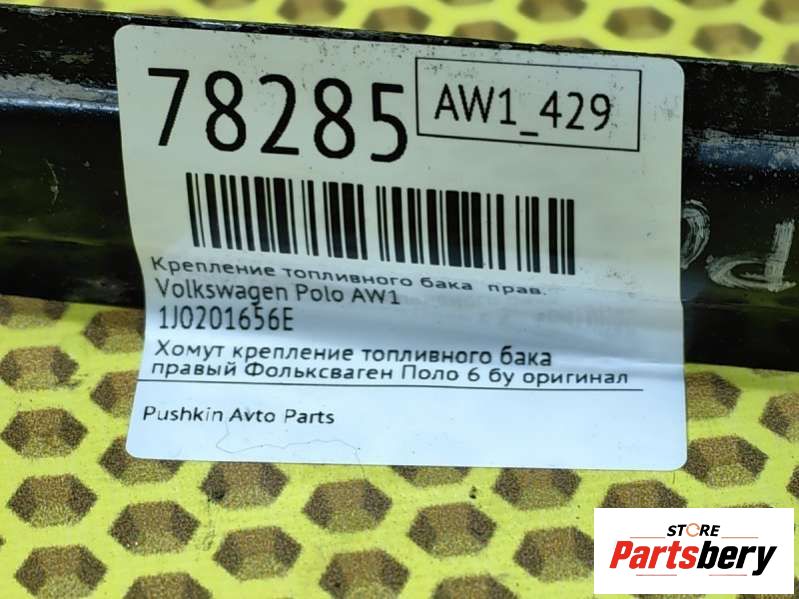 78285
AW1_429
Крепление топливного бака прав.
Volkswagen Polo AW1
1J0201656E
Хомут крепление топливного бака
правый Фольксваген Поло 6 бу оригинал
Pushkin Avto Parts
STORE
Partsbery